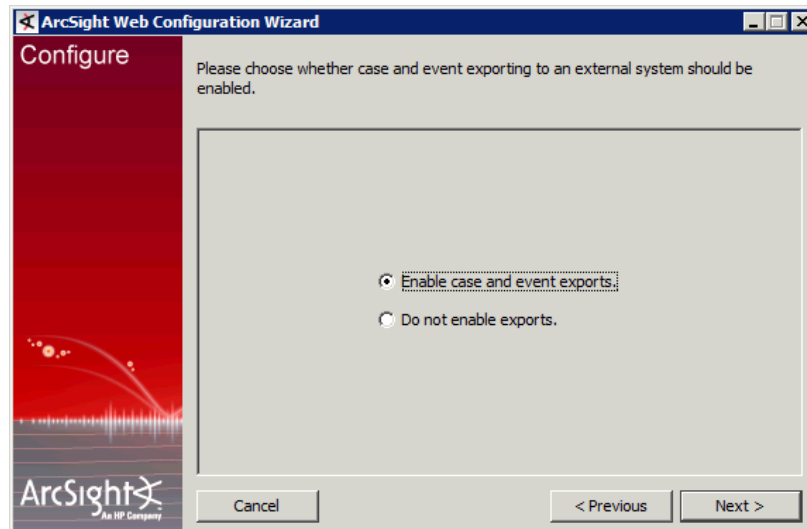 ArcSight Web Configuration Wizard
Configure
Please choose whether case and event exporting to an external system should be
enabled.
Enable case and event exports.
Do not enable exports.
ArcSight
An HP Company
Cancel
< Previous
Next >